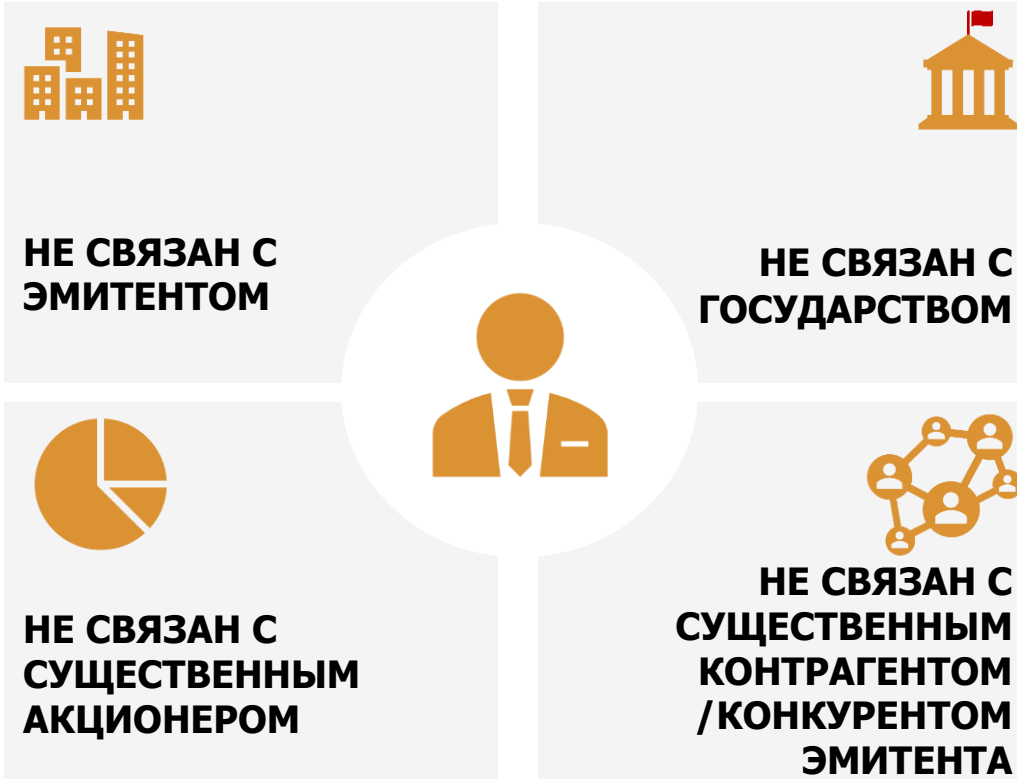 НЕ СВЯЗАН С
ЭМИТЕНТОМ
НЕ СВЯЗАН С
ГОСУДАРСТВОМ
НЕ СВЯЗАН С
СУЩЕСТВЕННЫМ
АКЦИОНЕРОМ
НЕ СВЯЗАН С
СУЩЕСТВЕННЫМ
КОНТРАГЕНТОМ
/КОНКУРЕНТОМ
ЭМИТЕНТА